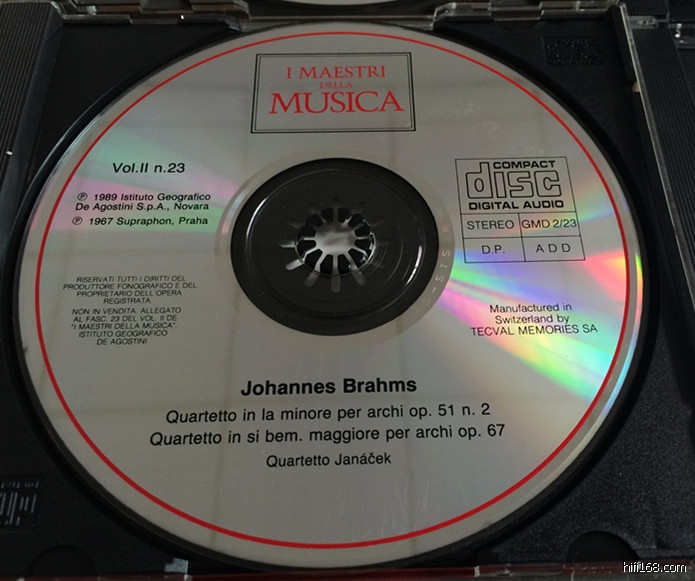 I MAESTRI
DELLA
MUSICA
Vol.II n.23
℗ 1989 Istituto Geografico
De Agostini S.p.A., Novara
℗ 1967 Supraphon, Praha
COMPACT
disc
DIGITAL AUDIO
STEREO GMD 2/23
D.P. ADD
RISERVATI TUTTI I DIRITTI DEL
PRODUTTORE FONOGRAFICO E DEL
PROPRIETARIO DELL'OPERA
REGISTRATA.
NON IN VENDITA: ALLEGATO
AL FASC. 23 DEL VOL. II DE
"I MAESTRI DELLA MUSICA".
ISTITUTO GEOGRAFICO
DE AGOSTINI
Manufactured in
Switzerland by
TECVAL MEMORIES SA
Johannes Brahms
Quartetto in la minore per archi op. 51 n. 2
Quartetto in si bem. maggiore per archi op. 67
Quartetto Janáček
hifi168.com